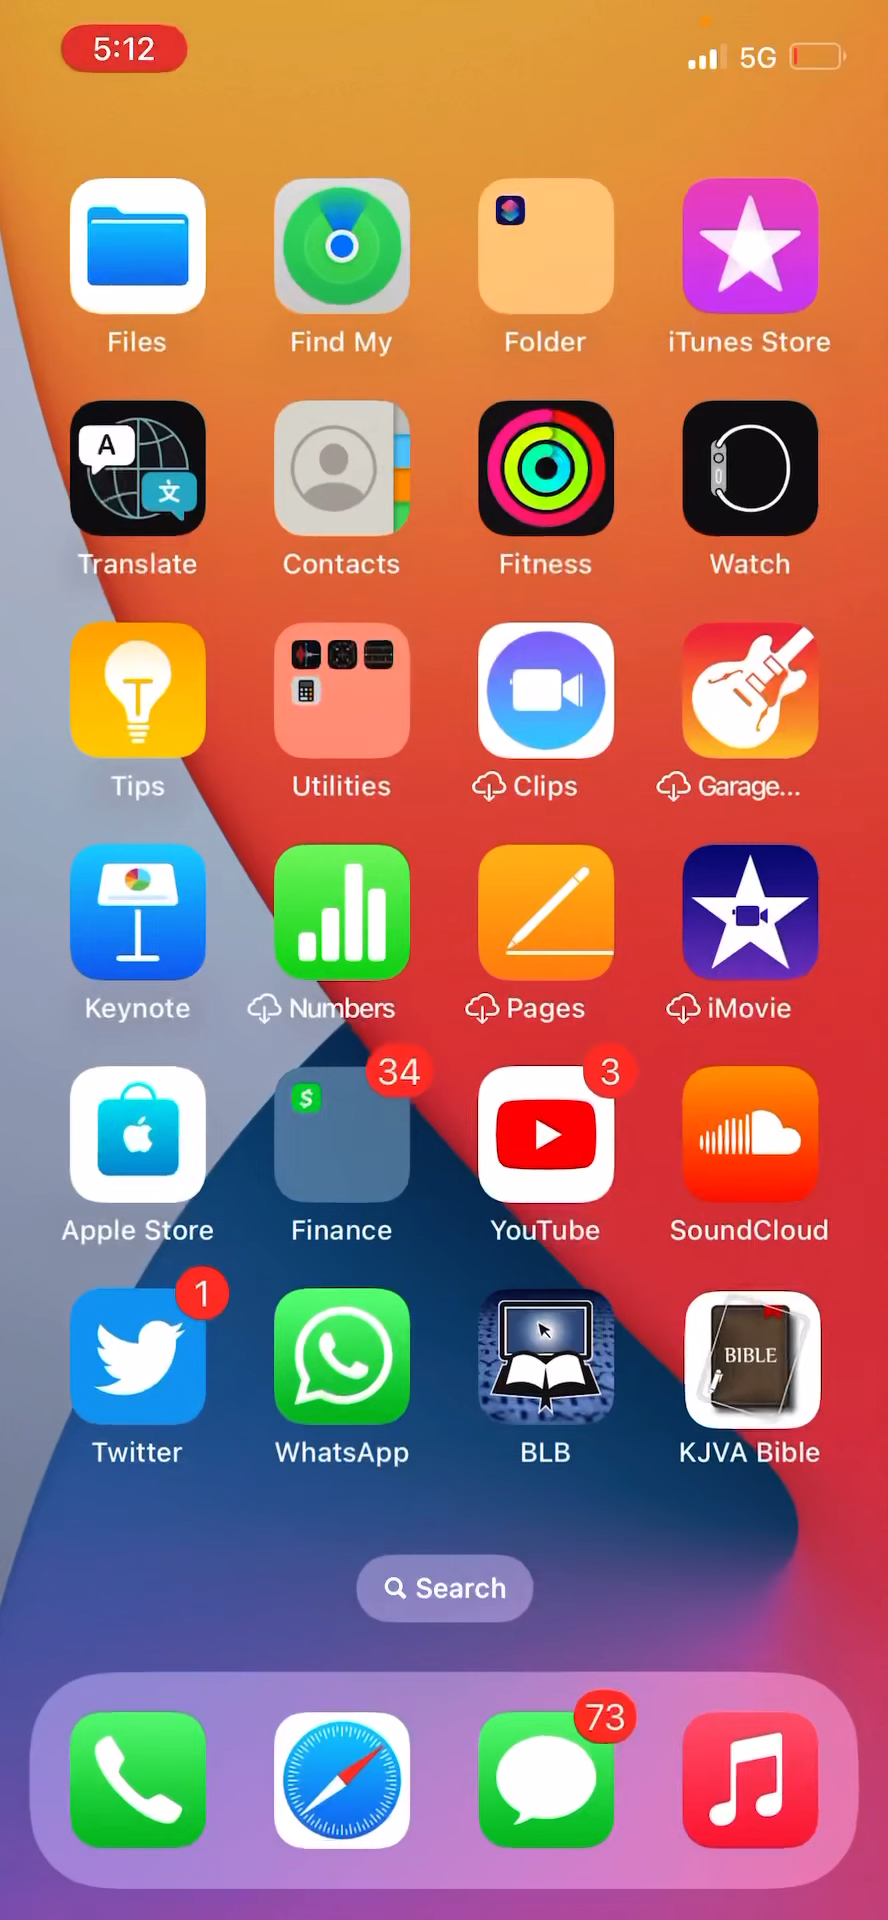 5:12
5G
Files
Find My
Folder
iTunes Store
A
文
Translate
Contacts
Fitness
Watch
Tips
Utilities
Clips
Garage...
Keynote
Numbers
Pages
iMovie
34
3
$
Apple Store
Finance
YouTube
SoundCloud
1
BIBLE
Twitter
WhatsApp
BLB
KJVA Bible
Search
73